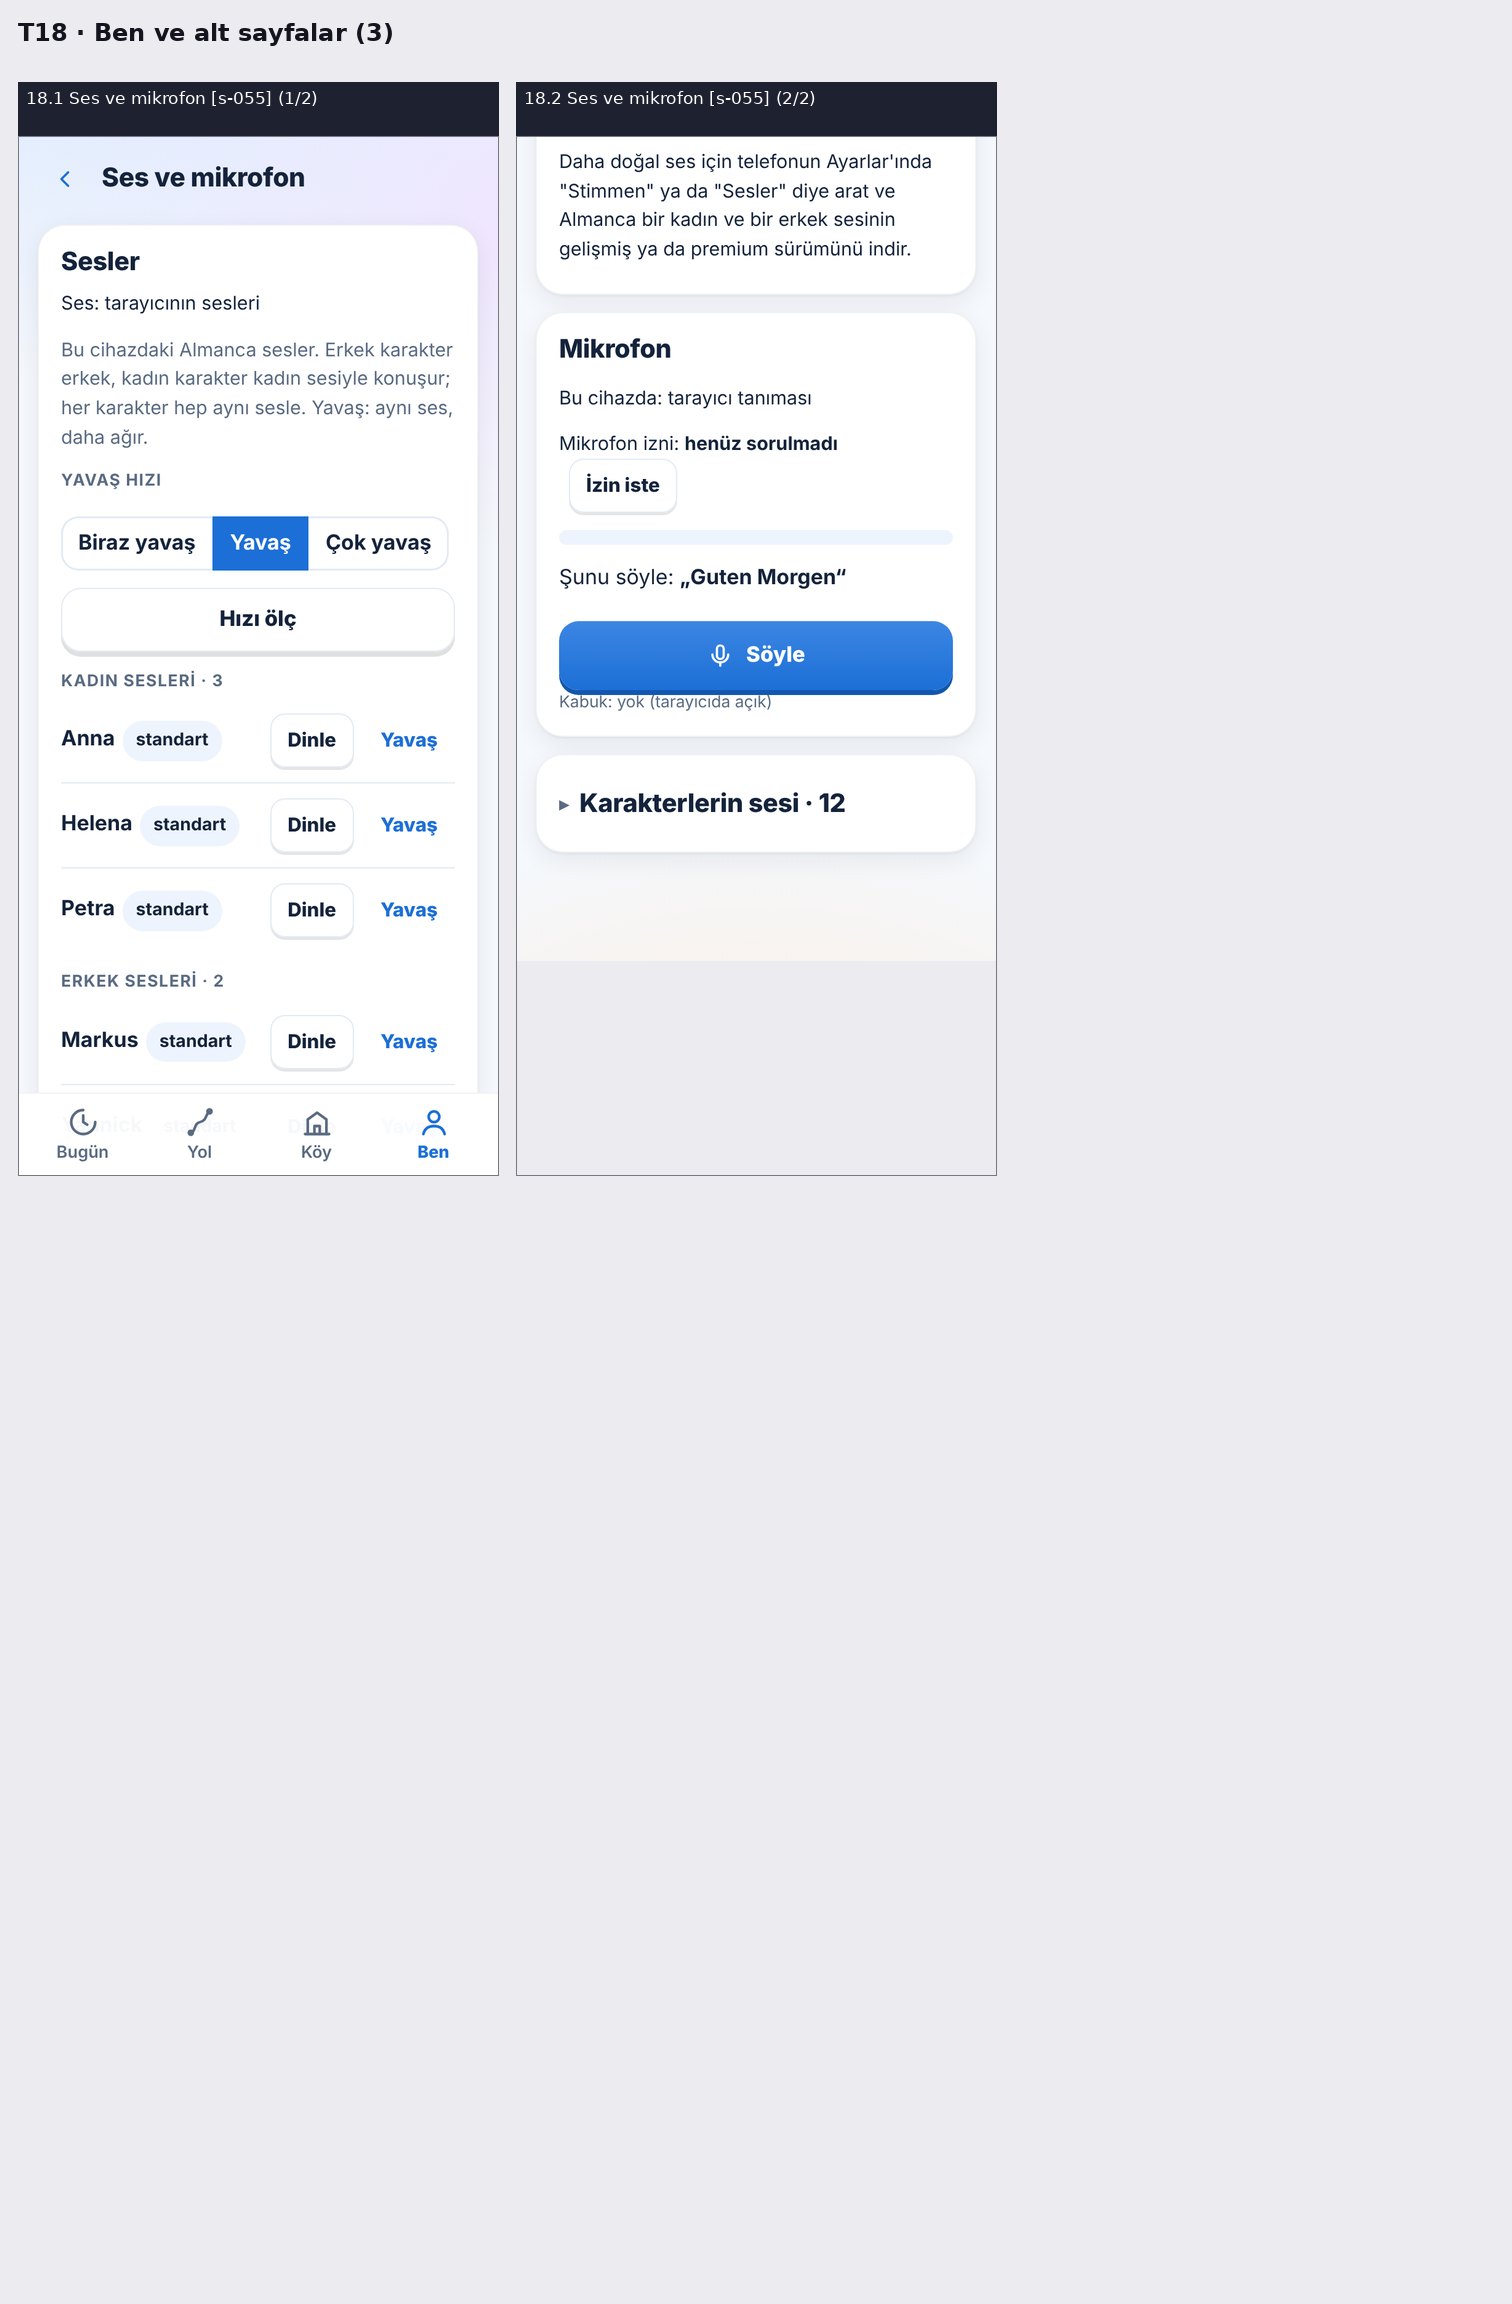 T18 · Ben ve alt sayfalar (3)
18.1 Ses ve mikrofon [s-055] (1/2)
Ses ve mikrofon
Sesler
Ses: tarayıcının sesleri
Bu cihazdaki Almanca sesler. Erkek karakter
erkek, kadın karakter kadın sesiyle konuşur;
her karakter hep aynı sesle. Yavaş: aynı ses,
daha ağır.
YAVAŞ HIZI
Biraz yavaş Yavaş Çok yavaş
Hızı ölç
KADIN SESLERİ · 3
Anna standart Dinle Yavaş
Helena standart Dinle Yavaş
Petra standart Dinle Yavaş
ERKEK SESLERİ · 2
Markus standart Dinle Yavaş
Bugün Yol Köy Ben
18.2 Ses ve mikrofon [s-055] (2/2)
Daha doğal ses için telefonun Ayarlar'ında
"Stimmen" ya da "Sesler" diye arat ve
Almanca bir kadın ve bir erkek sesinin
gelişmiş ya da premium sürümünü indir.
Mikrofon
Bu cihazda: tarayıcı tanıması
Mikrofon izni: henüz sorulmadı
İzin iste
Şunu söyle: „Guten Morgen“
Söyle
Kabuk: yok (tarayıcıda açık)
▸ Karakterlerin sesi · 12